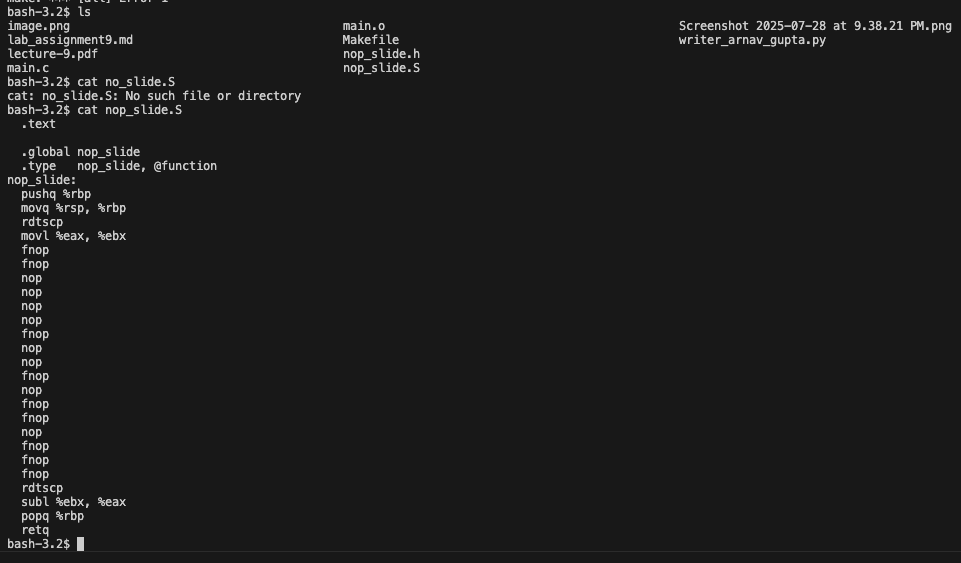 make: *** [all] Error 1
bash-3.2$ ls
image.png main.o Screenshot 2025-07-28 at 9.38.21 PM.png
lab_assignment9.md Makefile writer_arnav_gupta.py
lecture-9.pdf nop_slide.h
main.c nop_slide.S
bash-3.2$ cat no_slide.S
cat: no_slide.S: No such file or directory
bash-3.2$ cat nop_slide.S
.text
.global nop_slide
.type nop_slide, @function
nop_slide:
pushq %rbp
movq %rsp, %rbp
rdtscp
movl %eax, %ebx
fnop
fnop
nop
nop
nop
nop
fnop
nop
nop
fnop
nop
fnop
fnop
nop
fnop
fnop
fnop
rdtscp
subl %ebx, %eax
popq %rbp
retq
bash-3.2$